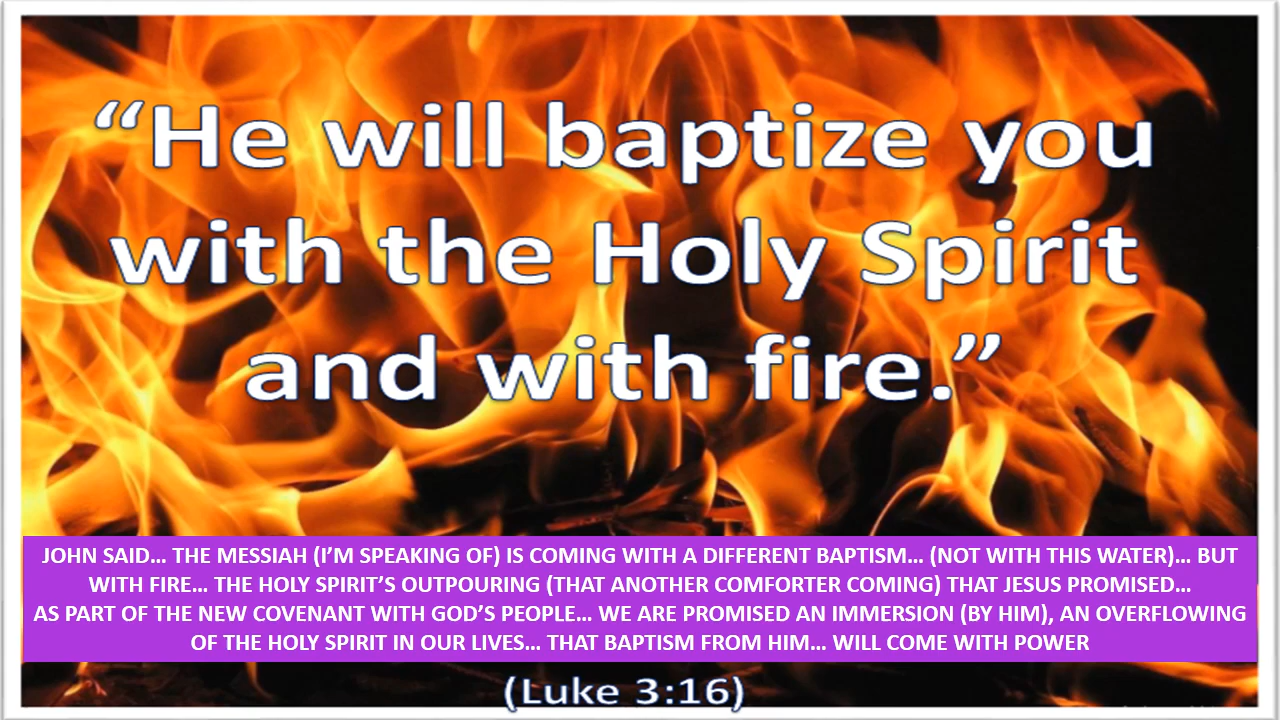 “He will baptize you
with the Holy Spirit
and with fire.”
JOHN SAID... THE MESSIAH (I’M SPEAKING OF) IS COMING WITH A DIFFERENT BAPTISM... (NOT WITH THIS WATER)... BUT
WITH FIRE... THE HOLY SPIRIT’S OUTPOURING (THAT ANOTHER COMFORTER COMING) THAT JESUS PROMISED...
AS PART OF THE NEW COVENANT WITH GOD’S PEOPLE... WE ARE PROMISED AN IMMERSION (BY HIM), AN OVERFLOWING
OF THE HOLY SPIRIT IN OUR LIVES... THAT BAPTISM FROM HIM... WILL COME WITH POWER
(Luke 3:16)